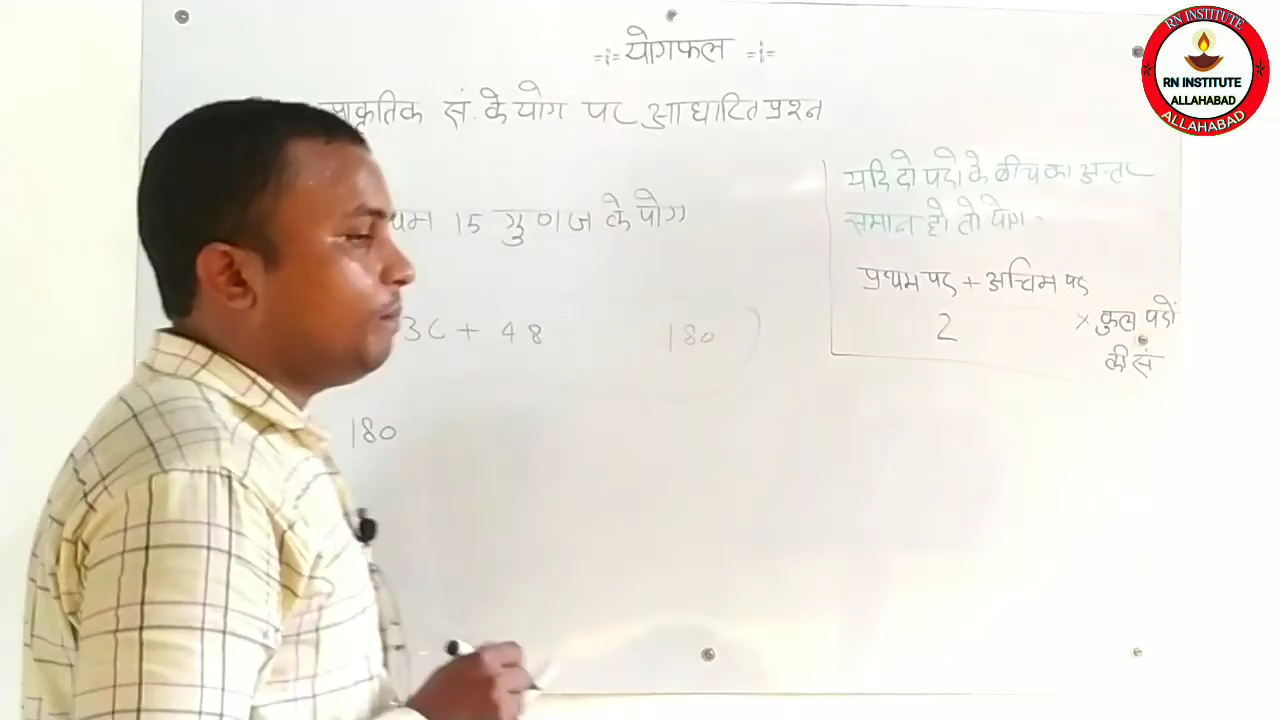 -:= योगफल =:-
प्राकृतिक सं. के योग पर आधारित प्रश्न
15 गुणज के योग
36 + 48
180
180
यदि दो पदो के बीच का अन्तर
समान हो तो योग -
प्रथम पद + अन्तिम पद
2
× कुल पदों
की सं
RN INSTITUTE
RN INSTITUTE
ALLAHABAD
ALLAHABAD